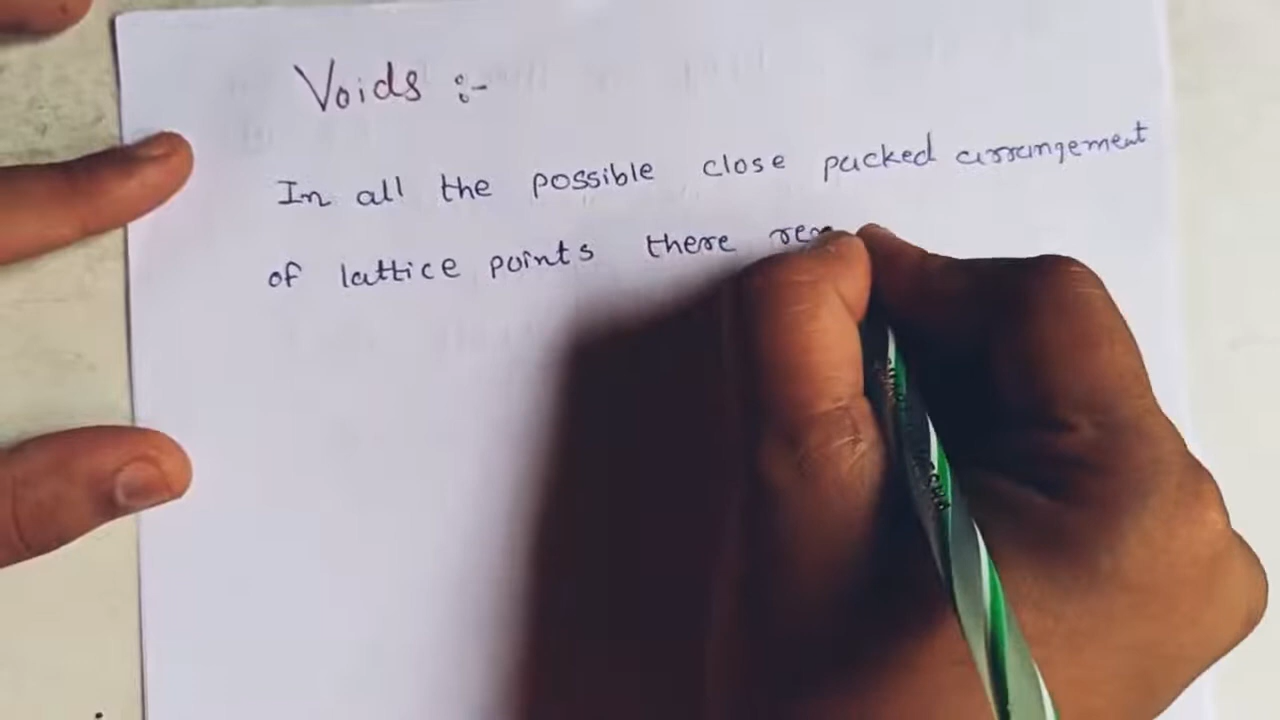 Voids :-
In all the possible close packed arrangement
of lattice points there